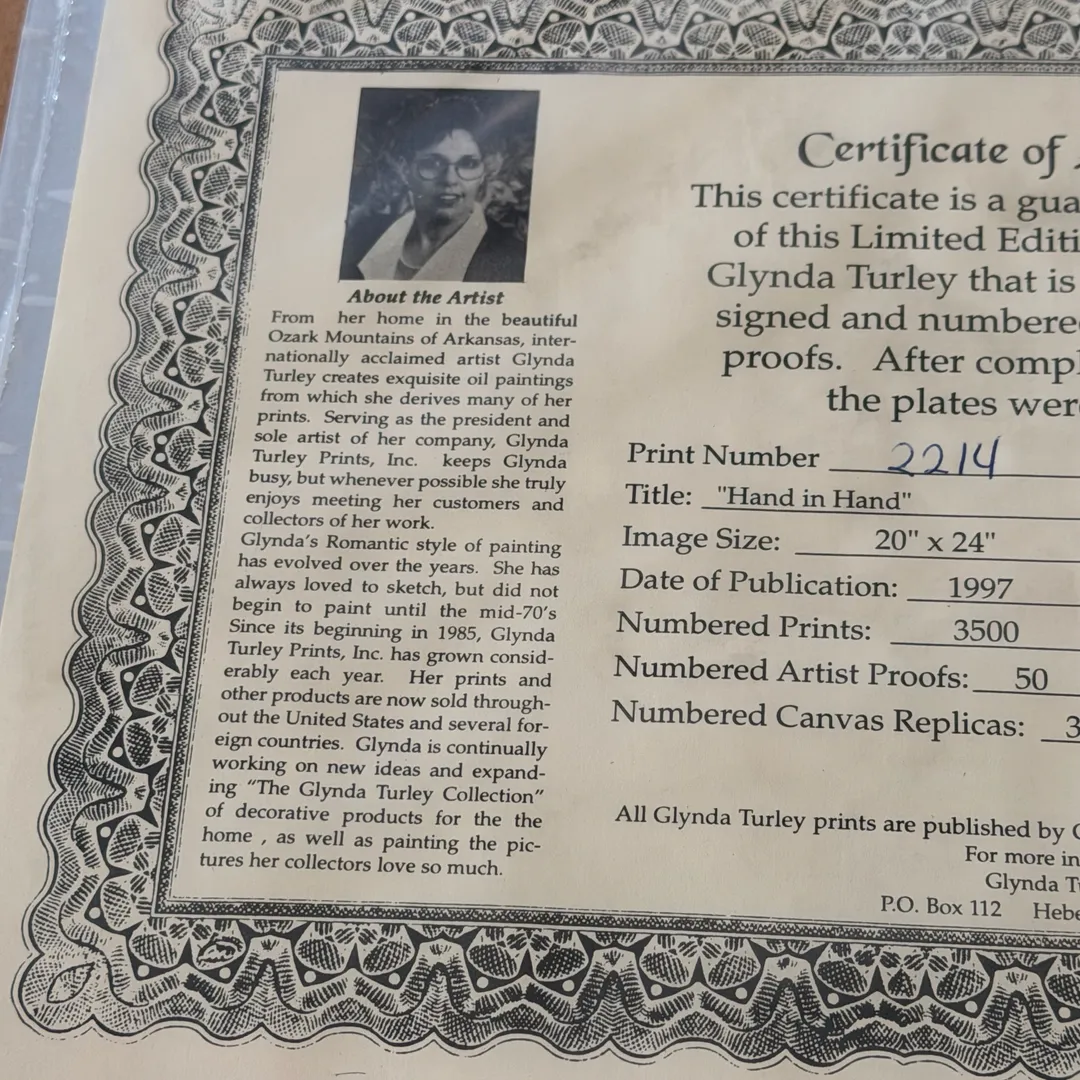 About the Artist
From her home in the beautiful
Ozark Mountains of Arkansas, inter-
nationally acclaimed artist Glynda
Turley creates exquisite oil paintings
from which she derives many of her
prints. Serving as the president and
sole artist of her company, Glynda
Turley Prints, Inc. keeps Glynda
busy, but whenever possible she truly
enjoys meeting her customers and
collectors of her work.
Glynda's Romantic style of painting
has evolved over the years. She has
always loved to sketch, but did not
begin to paint until the mid-70's
Since its beginning in 1985, Glynda
Turley Prints, Inc. has grown consid-
erably each year. Her prints and
other products are now sold through-
out the United States and several for-
eign countries. Glynda is continually
working on new ideas and expand-
ing "The Glynda Turley Collection"
of decorative products for the the
home , as well as painting the pic-
tures her collectors love so much.
Certificate of
This certificate is a gua
of this Limited Editi
Glynda Turley that is
signed and numbere
proofs. After compl
the plates wer
Print Number 2214
Title: "Hand in Hand"
Image Size: 20" x 24"
Date of Publication: 1997
Numbered Prints: 3500
Numbered Artist Proofs: 50
Numbered Canvas Replicas: 3
All Glynda Turley prints are published by
For more in
Glynda T
P.O. Box 112 Hebe